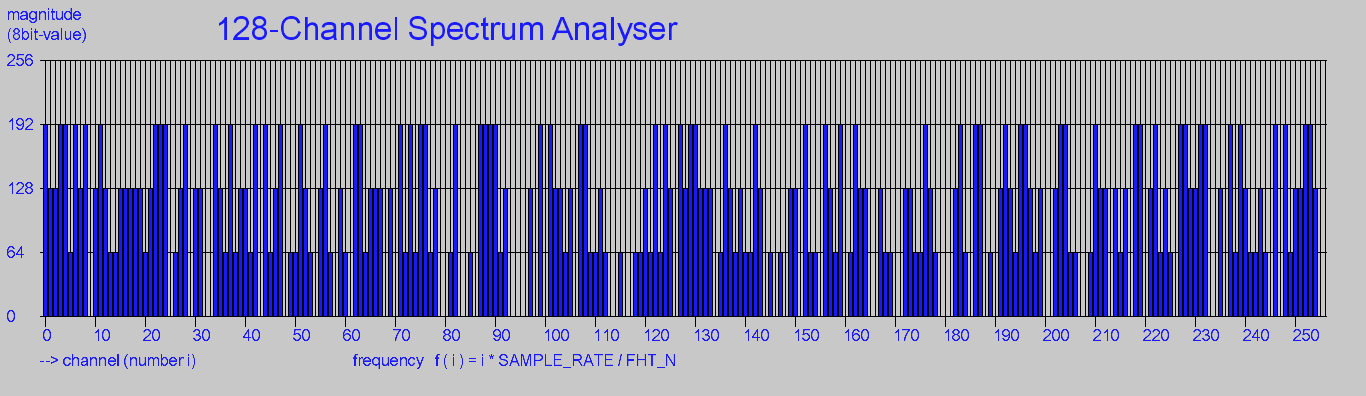 magnitude
(8bit-value)
128-Channel Spectrum Analyser
256
192
128
64
0
0 10 20 30 40 50 60 70 80 90 100 110 120 130 140 150 160 170 180 190 200 210 220 230 240 250
--> channel (number i)
frequency f ( i ) = i * SAMPLE_RATE / FHT_N